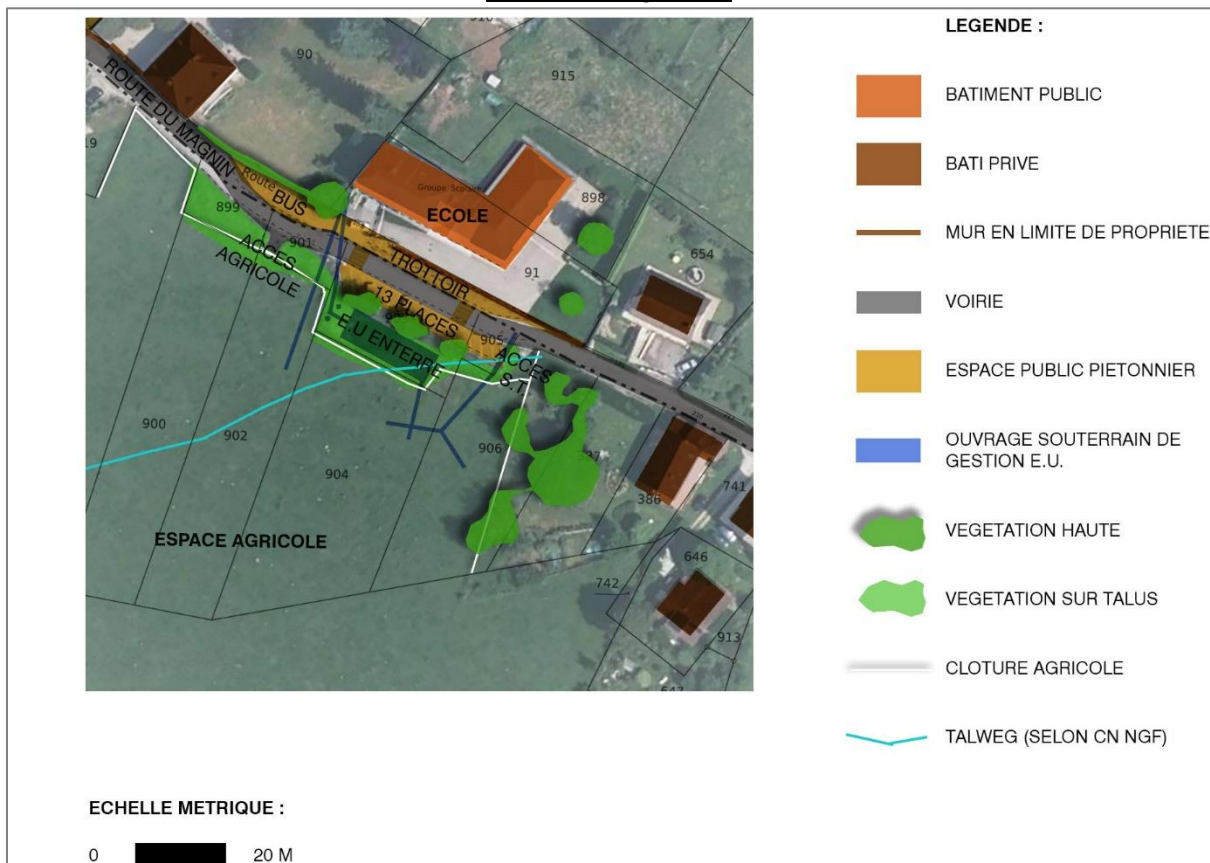 LEGENDE :
BATIMENT PUBLIC
BATI PRIVE
MUR EN LIMITE DE PROPRIETE
VOIRIE
ESPACE PUBLIC PIETONNIER
OUVRAGE SOUTERRAIN DE
GESTION E.U.
VEGETATION HAUTE
VEGETATION SUR TALUS
CLOTURE AGRICOLE
TALWEG (SELON CN NGF)
90
915
ROUTE DU MAGNIN
Route
BUS
Groupe Scolaire
ECOLE
898
899
901
ACCES
AGRICOLE
TROTTOIR
91
654
13 PLACES
E.U ENTERRE
905
ACCES
S.T.
900
902
904
906
386
741
ESPACE AGRICOLE
646
742
913
ECHELLE METRIQUE :
0
20 M